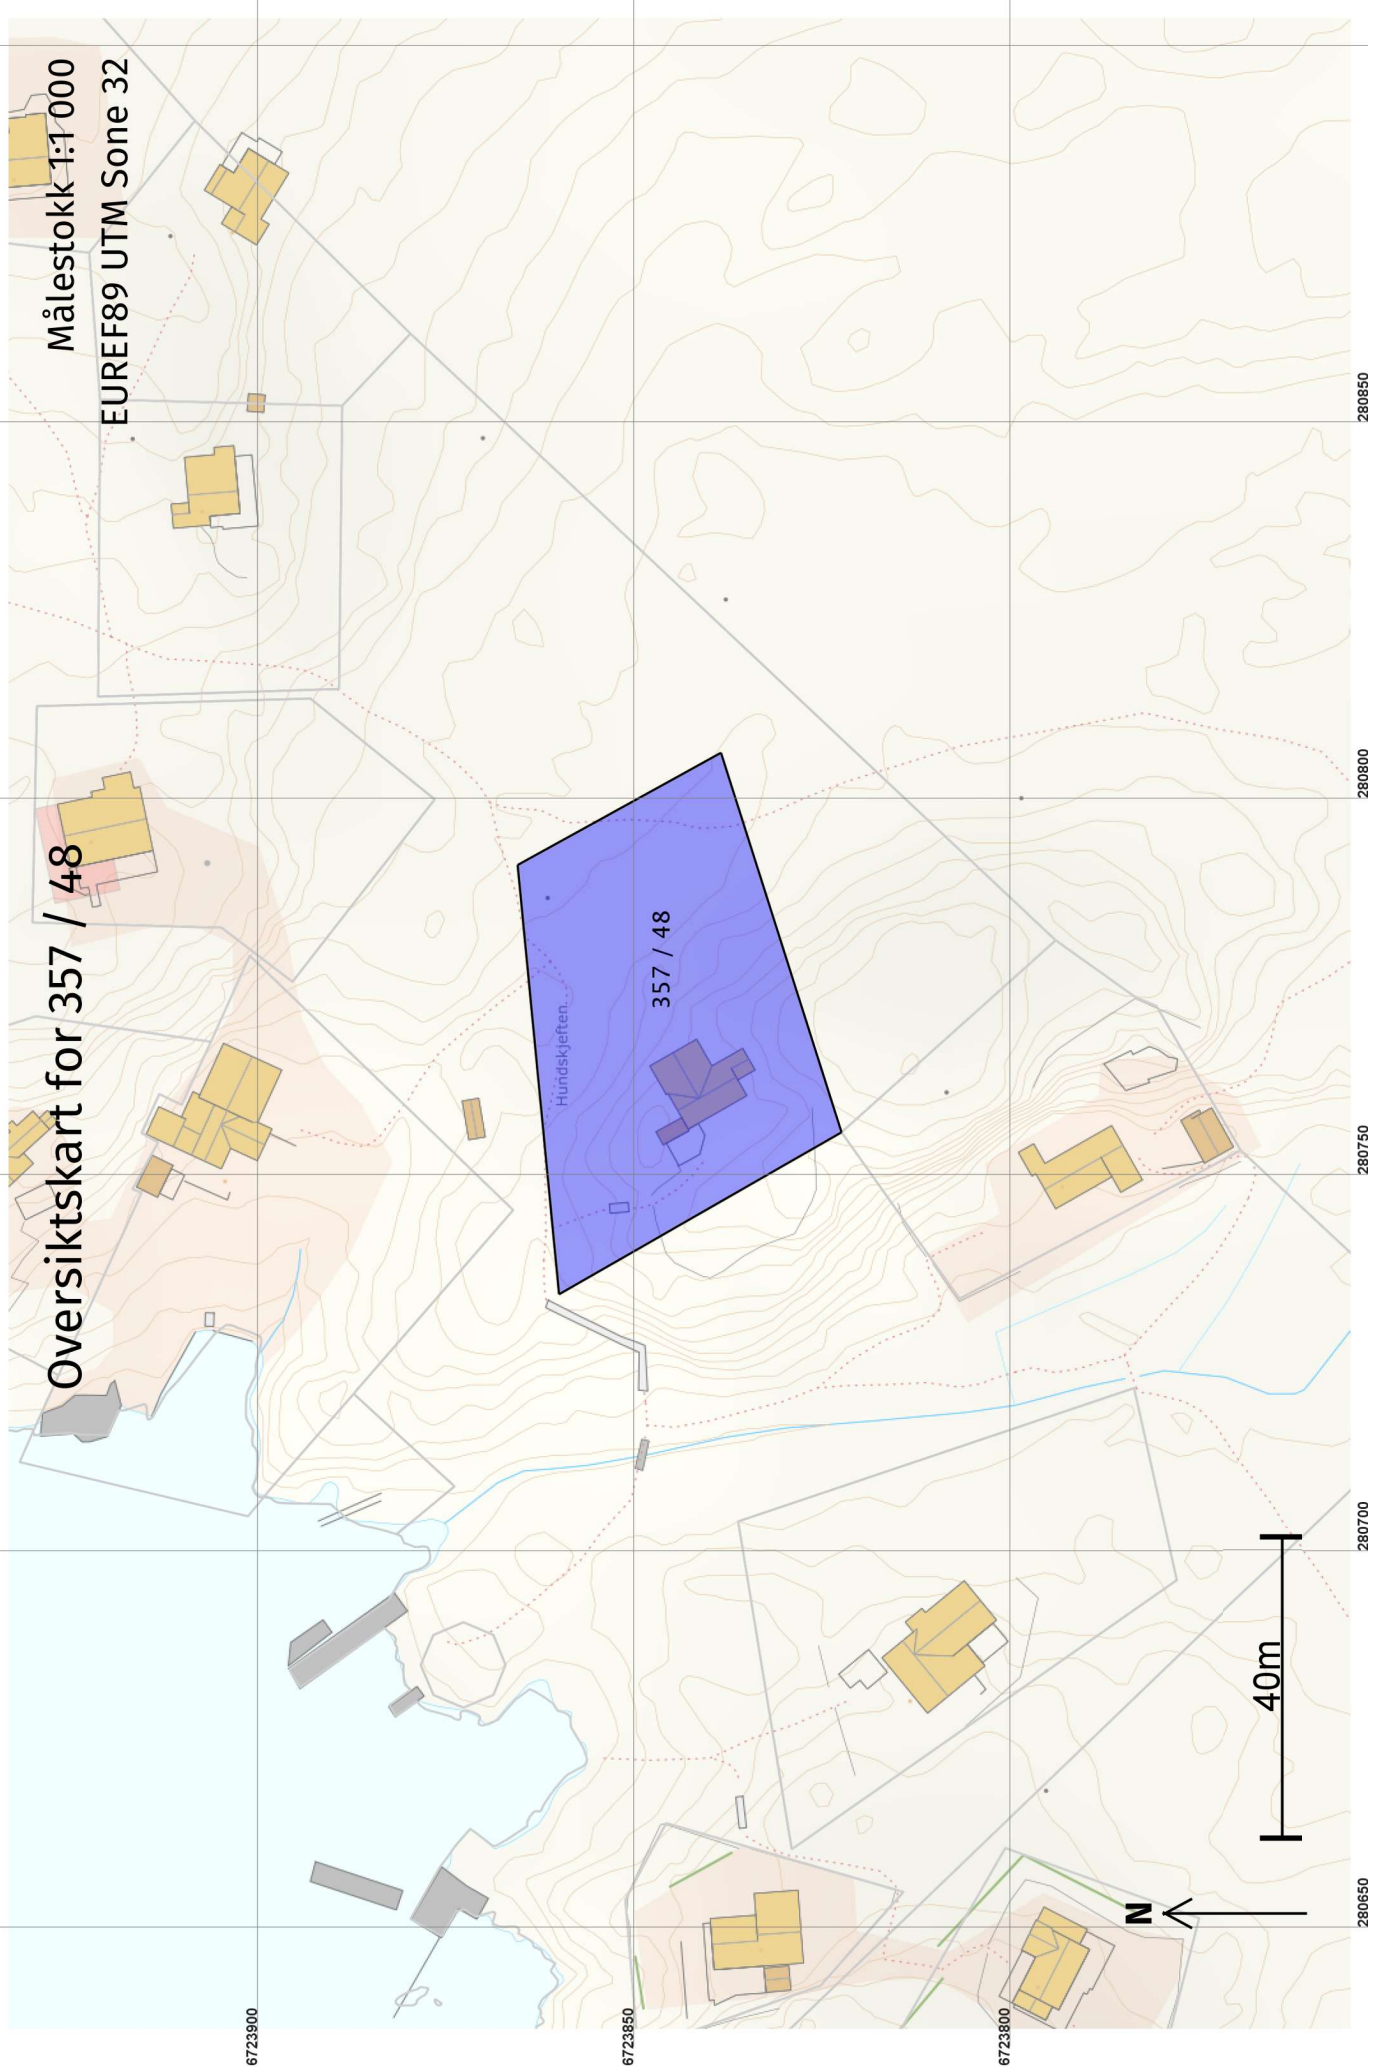 Oversiktskart for 357 / 48
Målestokk 1:1 000
EUREF89 UTM Sone 32
6723900
6723850
6723800
Hundskjeften
357 / 48
N
40m
280650
280700
280750
280800
280850